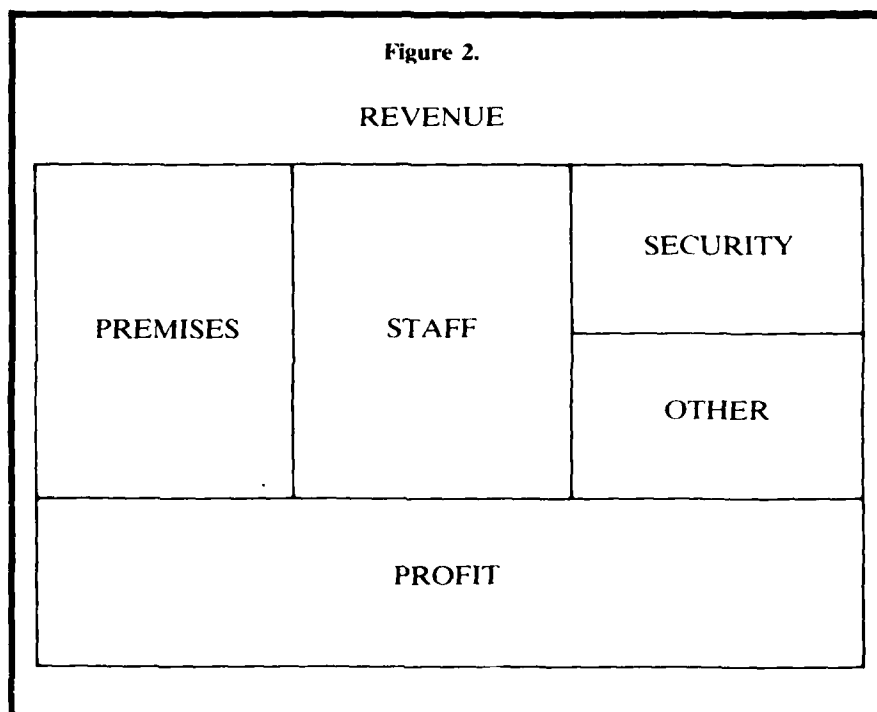 Figure 2.
REVENUE
PREMISES
STAFF
SECURITY
OTHER
PROFIT